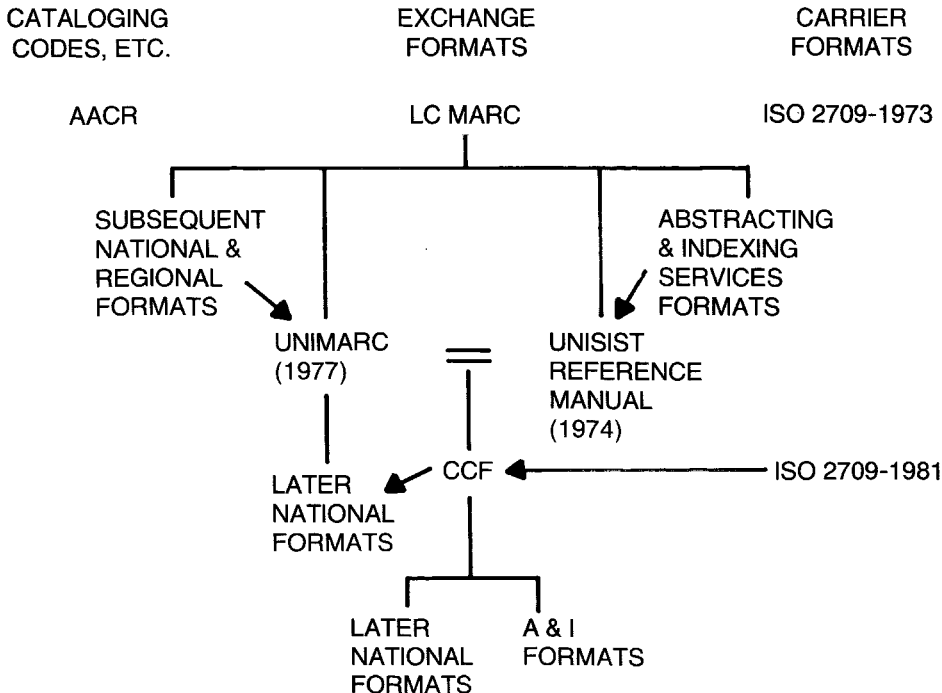 CATALOGING
CODES, ETC.
EXCHANGE
FORMATS
CARRIER
FORMATS
AACR
LC MARC
ISO 2709-1973
SUBSEQUENT
NATIONAL &
REGIONAL
FORMATS
ABSTRACTING
& INDEXING
SERVICES
FORMATS
UNIMARC
(1977)
UNISIST
REFERENCE
MANUAL
(1974)
CCF
ISO 2709-1981
LATER
NATIONAL
FORMATS
LATER
NATIONAL
FORMATS
A & I
FORMATS